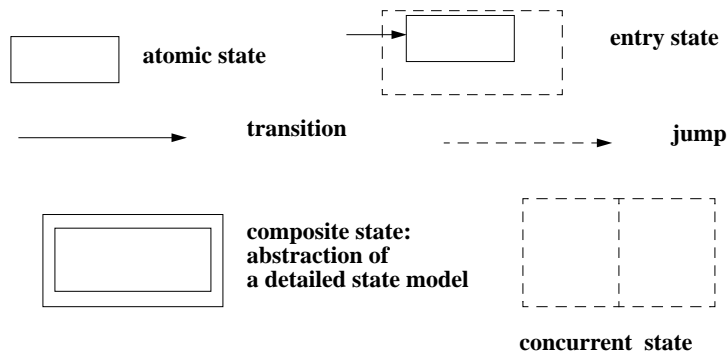 atomic state
entry state
transition
jump
composite state:
abstraction of
a detailed state model
concurrent state